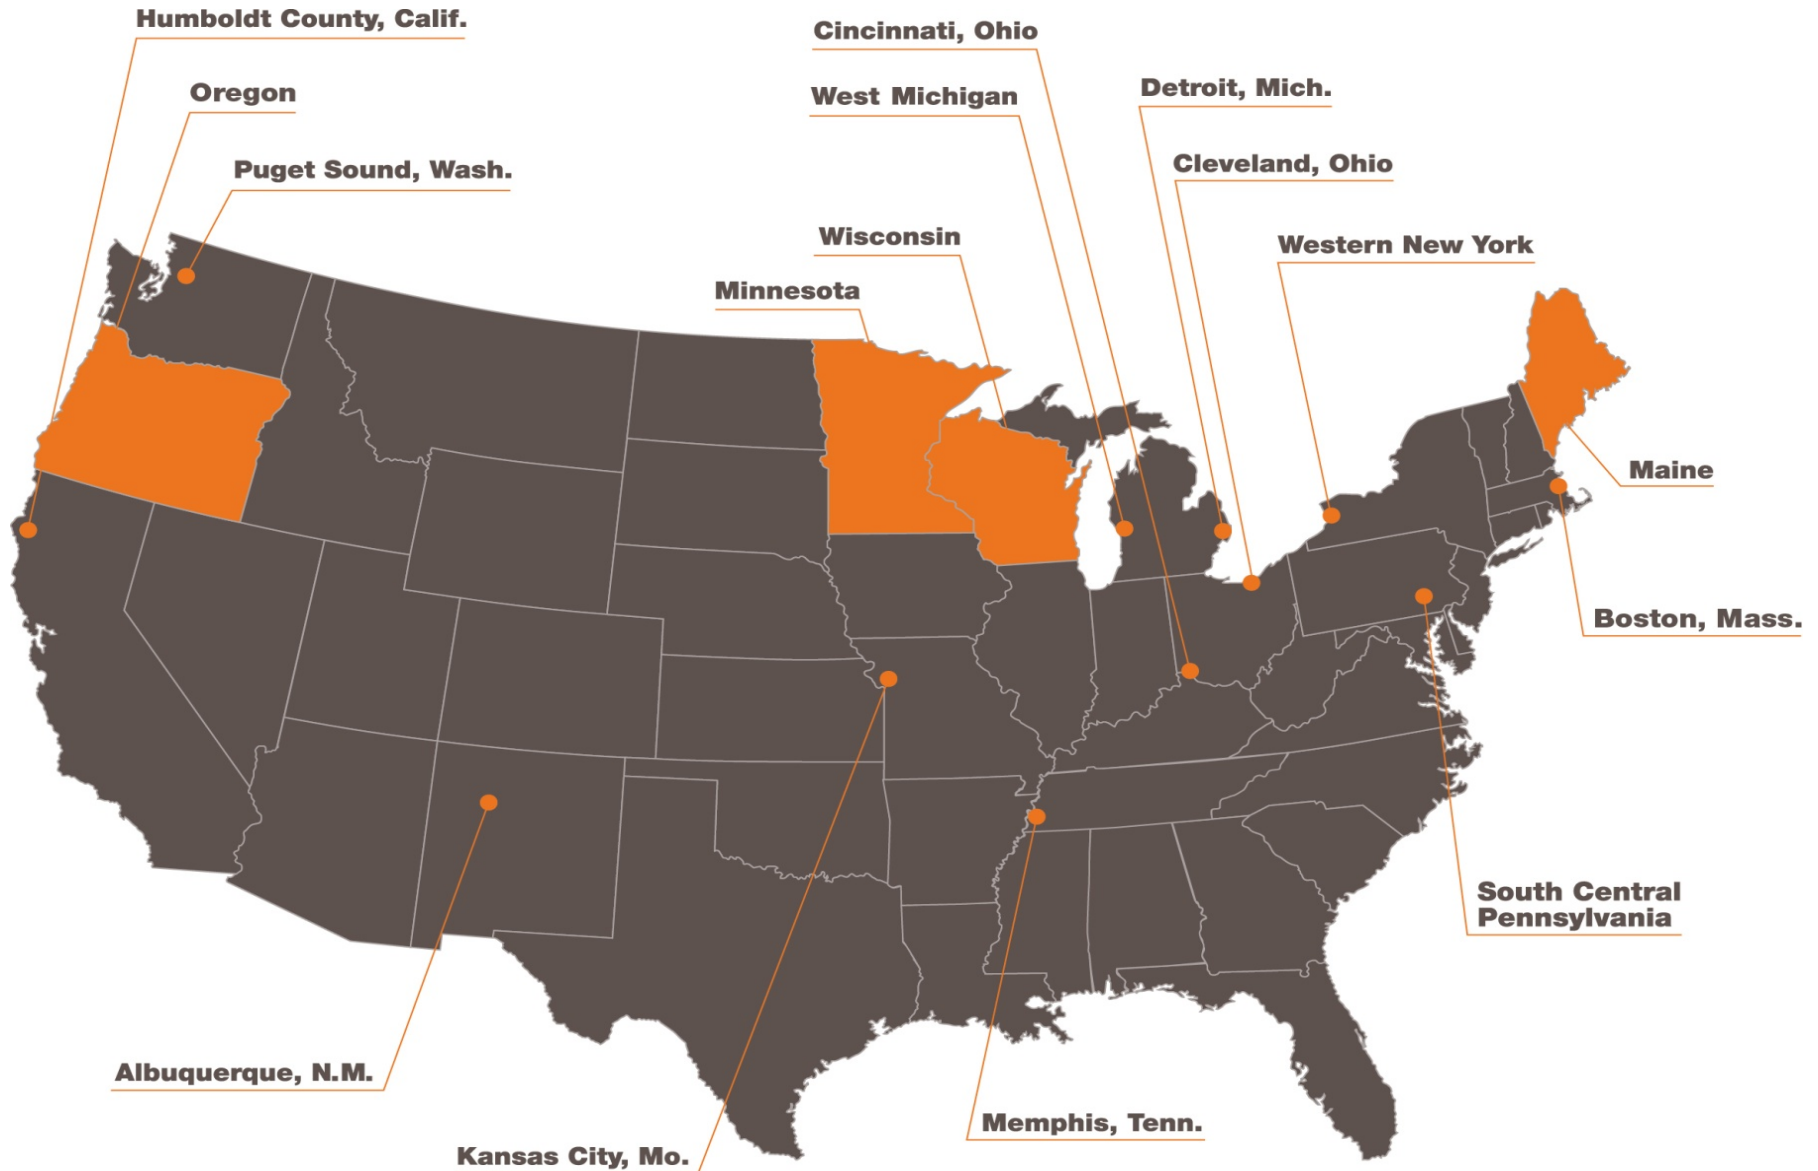 Humboldt County, Calif.
Cincinnati, Ohio
Oregon
West Michigan
Detroit, Mich.
Puget Sound, Wash.
Cleveland, Ohio
Wisconsin
Western New York
Minnesota
Maine
Boston, Mass.
South Central
Pennsylvania
Albuquerque, N.M.
Memphis, Tenn.
Kansas City, Mo.